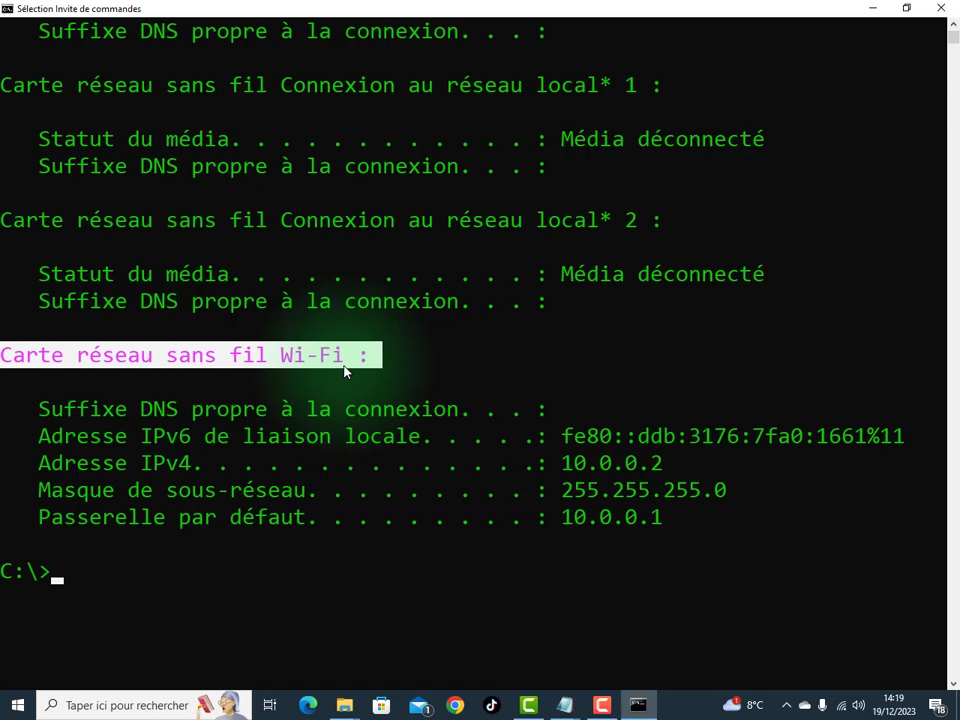 Sélection Invite de commandes
Suffixe DNS propre à la connexion. . . :
Carte réseau sans fil Connexion au réseau local* 1 :
Statut du média. . . . . . . . . . . . : Média déconnecté
Suffixe DNS propre à la connexion. . . :
Carte réseau sans fil Connexion au réseau local* 2 :
Statut du média. . . . . . . . . . . . : Média déconnecté
Suffixe DNS propre à la connexion. . . :
Carte réseau sans fil Wi-Fi :
Suffixe DNS propre à la connexion. . . :
Adresse IPv6 de liaison locale. . . . .: fe80::ddb:3176:7fa0:1661%11
Adresse IPv4. . . . . . . . . . . . . .: 10.0.0.2
Masque de sous-réseau. . . . . . . . . : 255.255.255.0
Passerelle par défaut. . . . . . . . . : 10.0.0.1
C:\>
Taper ici pour rechercher
1
1
8°C
14:19
19/12/2023
18